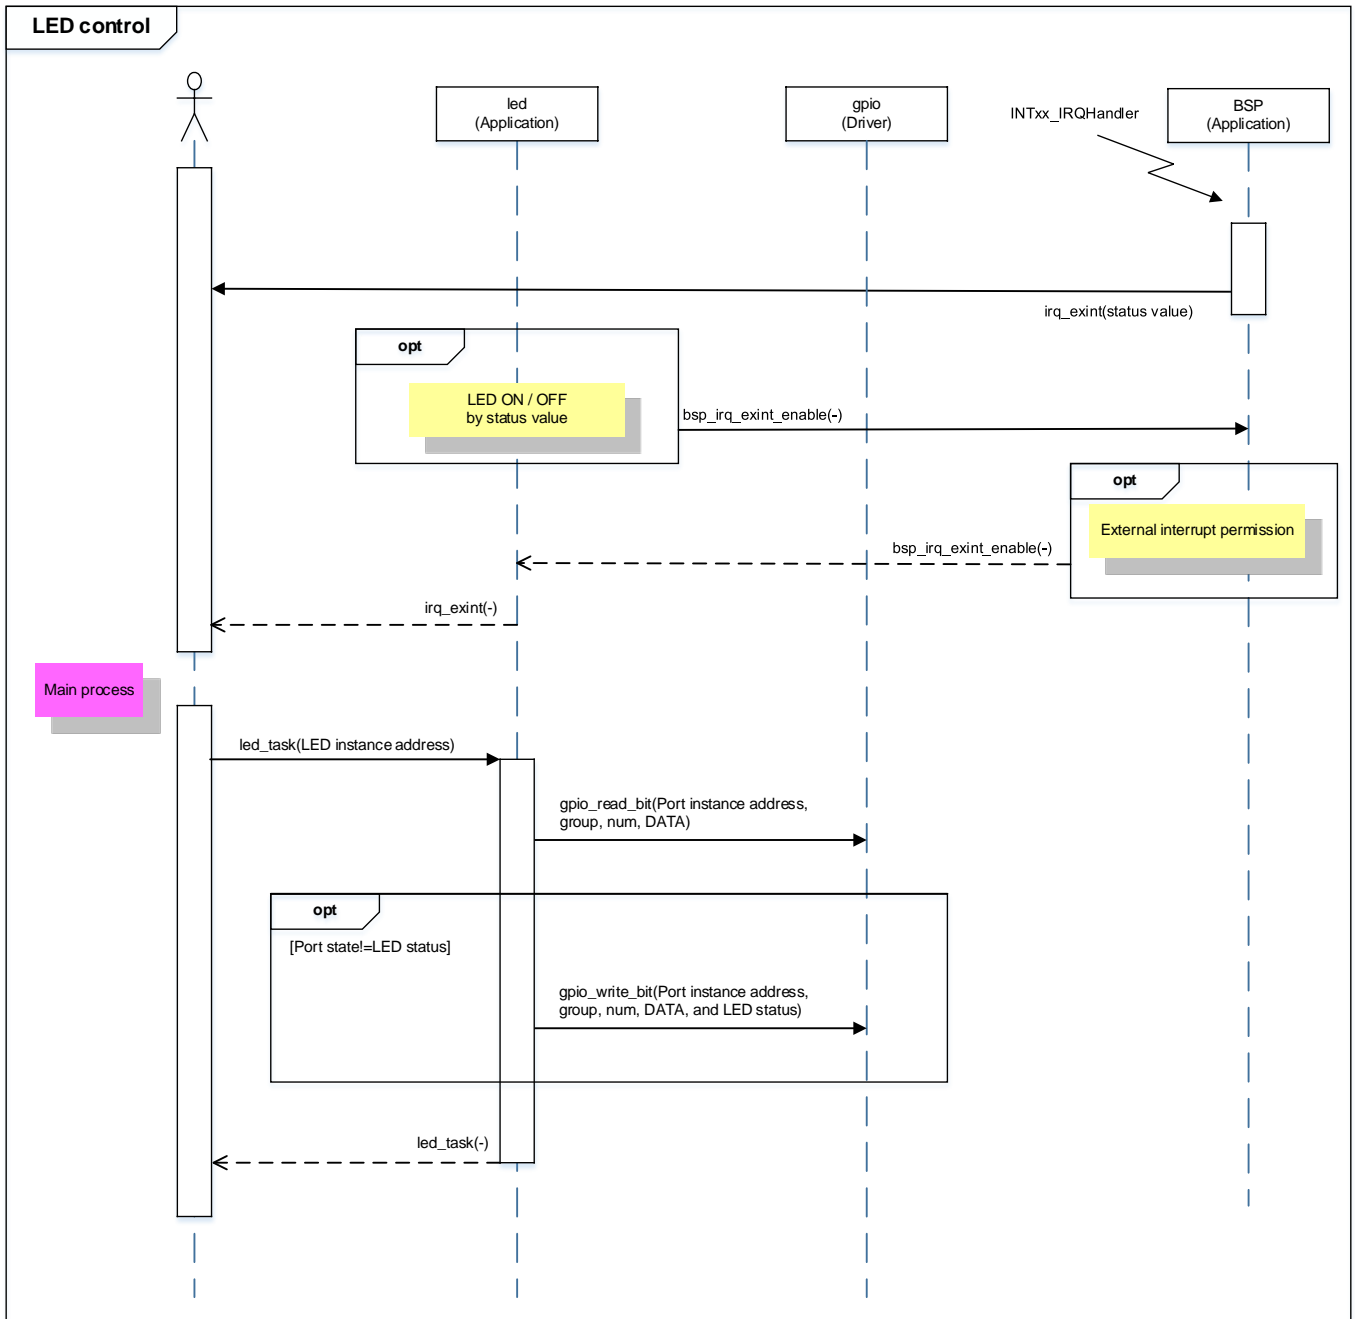 LED control
led
(Application)
gpio
(Driver)
INTxx_IRQHandler
BSP
(Application)
irq_exint(status value)
opt
LED ON / OFF
by status value
bsp_irq_exint_enable(-)
opt
External interrupt permission
bsp_irq_exint_enable(-)
irq_exint(-)
Main process
led_task(LED instance address)
gpio_read_bit(Port instance address,
group, num, DATA)
opt
[Port state!=LED status]
gpio_write_bit(Port instance address,
group, num, DATA, and LED status)
led_task(-)